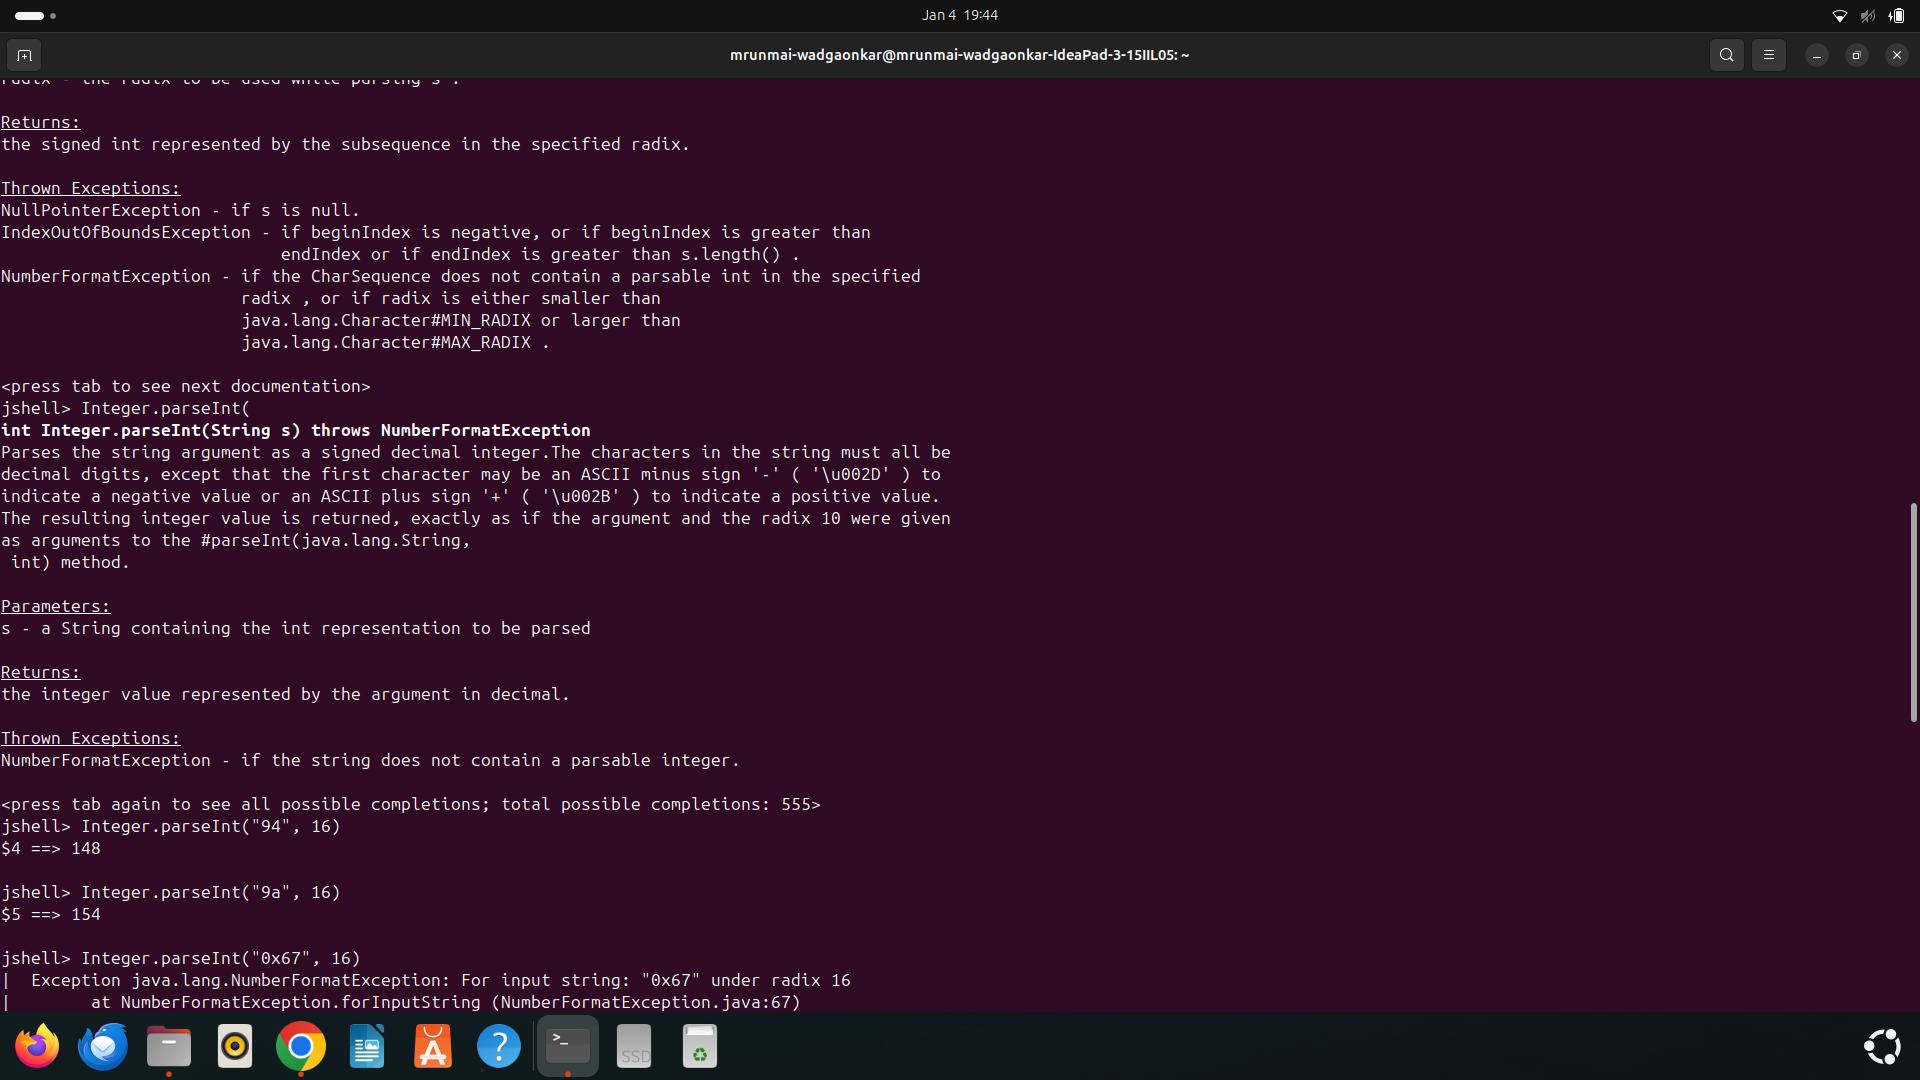 Jan 4 19:44
mrunmai-wadgaonkar@mrunmai-wadgaonkar-IdeaPad-3-15IIL05: ~
radix - the radix to be used while parsing s .
Returns:
the signed int represented by the subsequence in the specified radix.
Thrown Exceptions:
NullPointerException - if s is null.
IndexOutOfBoundsException - if beginIndex is negative, or if beginIndex is greater than
endIndex or if endIndex is greater than s.length() .
NumberFormatException - if the CharSequence does not contain a parsable int in the specified
radix , or if radix is either smaller than
java.lang.Character#MIN_RADIX or larger than
java.lang.Character#MAX_RADIX .
<press tab to see next documentation>
jshell> Integer.parseInt(
int Integer.parseInt(String s) throws NumberFormatException
Parses the string argument as a signed decimal integer.The characters in the string must all be
decimal digits, except that the first character may be an ASCII minus sign '-' ( '\u002D' ) to
indicate a negative value or an ASCII plus sign '+' ( '\u002B' ) to indicate a positive value.
The resulting integer value is returned, exactly as if the argument and the radix 10 were given
as arguments to the #parseInt(java.lang.String,
int) method.
Parameters:
s - a String containing the int representation to be parsed
Returns:
the integer value represented by the argument in decimal.
Thrown Exceptions:
NumberFormatException - if the string does not contain a parsable integer.
<press tab again to see all possible completions; total possible completions: 555>
jshell> Integer.parseInt("94", 16)
$4 ==> 148
jshell> Integer.parseInt("9a", 16)
$5 ==> 154
jshell> Integer.parseInt("0x67", 16)
|  Exception java.lang.NumberFormatException: For input string: "0x67" under radix 16
|        at NumberFormatException.forInputString (NumberFormatException.java:67)
>_
SSD